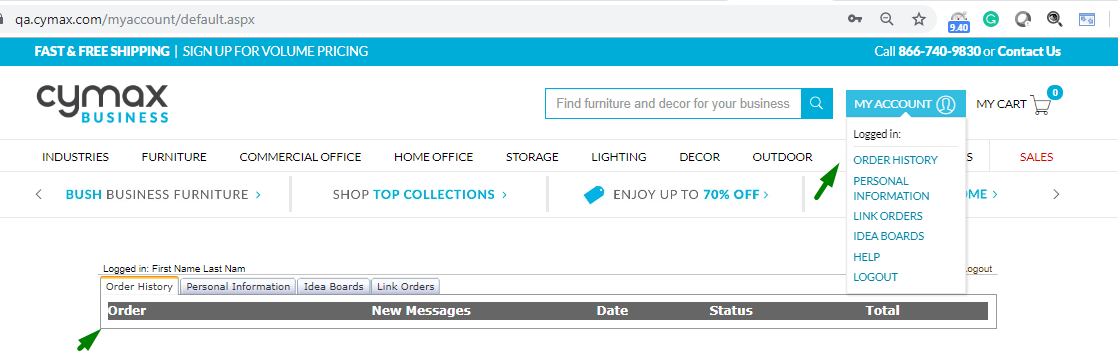 qa.cymax.com/myaccount/default.aspx
9.40
FAST & FREE SHIPPING | SIGN UP FOR VOLUME PRICING
Call 866-740-9830 or Contact Us
cymax
BUSINESS
Find furniture and decor for your business
MY ACCOUNT
MY CART
0
Logged in:
ORDER HISTORY
PERSONAL
INFORMATION
LINK ORDERS
IDEA BOARDS
HELP
LOGOUT
INDUSTRIES FURNITURE COMMERCIAL OFFICE HOME OFFICE STORAGE LIGHTING DECOR OUTDOOR S SALES
BUSH BUSINESS FURNITURE > SHOP TOP COLLECTIONS > ENJOY UP TO 70% OFF > OME >
Logged in: First Name Last Nam
ogout
Order History Personal Information Idea Boards Link Orders
Order New Messages Date Status Total